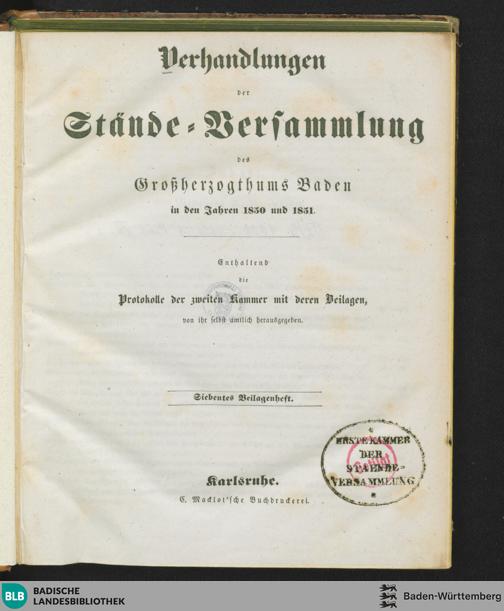 Verhandlungen
der
Stände-Versammlung
des
Großherzogthums Baden
in den Jahren 1850 und 1851.
Enthaltend
die
Protokolle der zweiten Kammer mit deren Beilagen,
von ihr selbst amtlich herausgegeben.
Siebentes Beilagenheft.
ERSTE KAMMER
DER
STAENDE-
VERSAMMLUNG
Karlsruhe.
C. Macklot'sche Buchdruckerei.
BLB
BADISCHE
LANDESBIBLIOTHEK
Baden-Württemberg